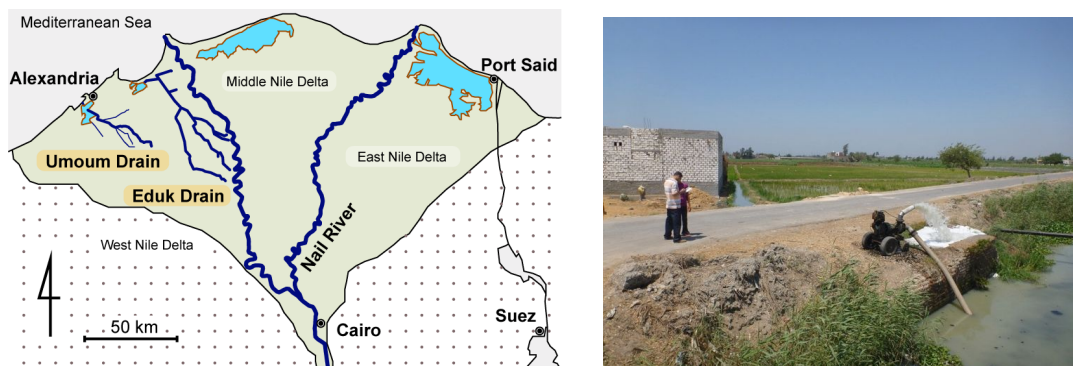 Mediterranean Sea
Alexandria
Port Said
Middle Nile Delta
East Nile Delta
Umoum Drain
Eduk Drain
West Nile Delta
Nail River
50 km
Cairo
Suez